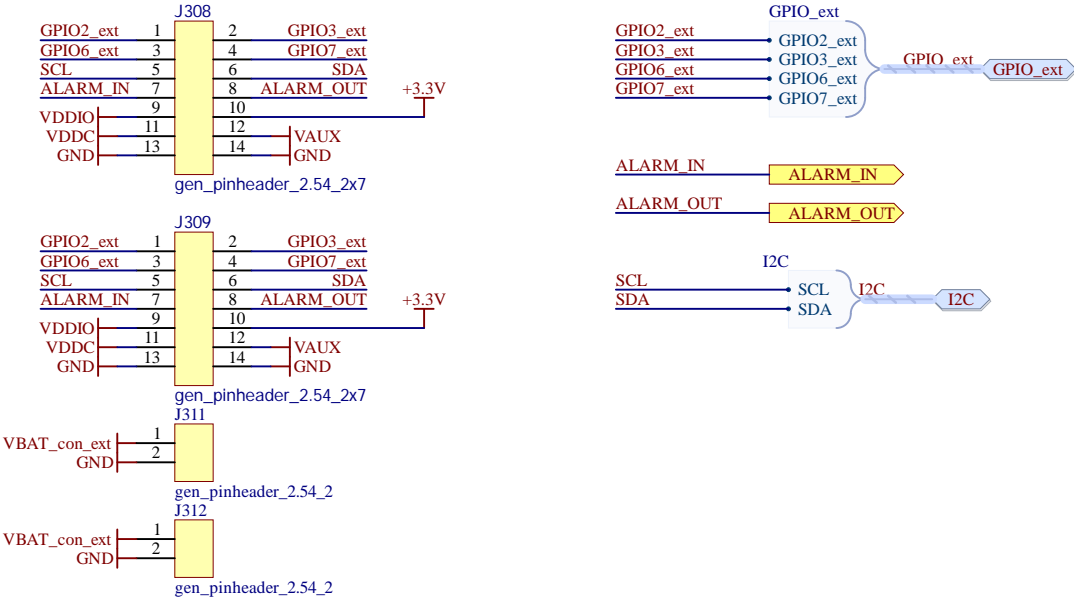 J308
GPIO2_ext 1 2 GPIO3_ext
GPIO6_ext 3 4 GPIO7_ext
SCL 5 6 SDA
ALARM_IN 7 8 ALARM_OUT +3.3V
VDDIO 9 10
VDDC 11 12 VAUX
GND 13 14 GND
gen_pinheader_2.54_2x7
J309
GPIO2_ext 1 2 GPIO3_ext
GPIO6_ext 3 4 GPIO7_ext
SCL 5 6 SDA
ALARM_IN 7 8 ALARM_OUT +3.3V
VDDIO 9 10
VDDC 11 12 VAUX
GND 13 14 GND
gen_pinheader_2.54_2x7
J311
VBAT_con_ext 1
GND 2
gen_pinheader_2.54_2
J312
VBAT_con_ext 1
GND 2
gen_pinheader_2.54_2
GPIO_ext
GPIO2_ext GPIO2_ext
GPIO3_ext GPIO3_ext GPIO_ext GPIO_ext
GPIO6_ext GPIO6_ext
GPIO7_ext GPIO7_ext
ALARM_IN ALARM_IN
ALARM_OUT ALARM_OUT
I2C
SCL SCL I2C I2C
SDA SDA